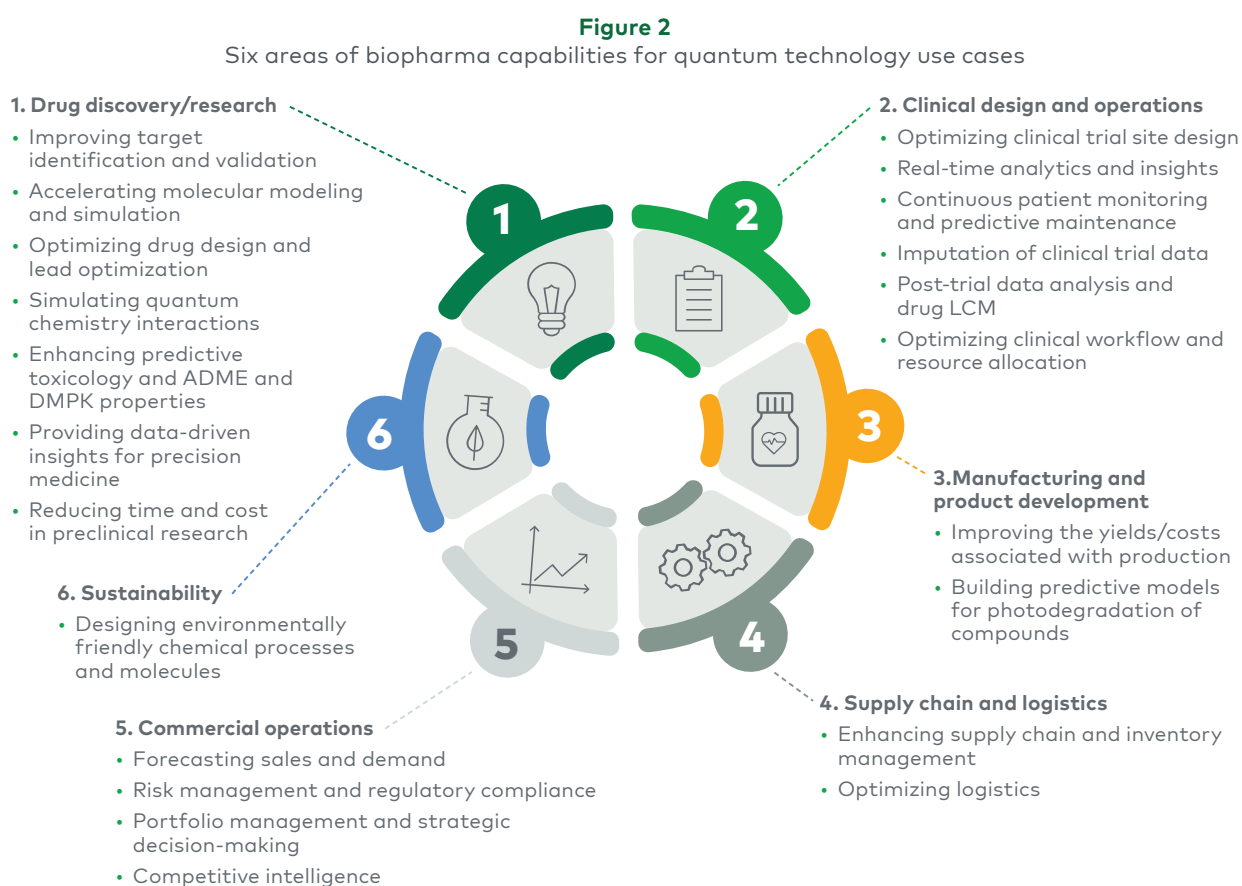 Figure 2
Six areas of biopharma capabilities for quantum technology use cases
1. Drug discovery/research
• Improving target
identification and validation
• Accelerating molecular modeling
and simulation
• Optimizing drug design and
lead optimization
• Simulating quantum
chemistry interactions
• Enhancing predictive
toxicology and ADME and
DMPK properties
• Providing data-driven
insights for precision
medicine
• Reducing time and cost
in preclinical research
2. Clinical design and operations
• Optimizing clinical trial site design
• Real-time analytics and insights
• Continuous patient monitoring
and predictive maintenance
• Imputation of clinical trial data
• Post-trial data analysis and
drug LCM
• Optimizing clinical workflow and
resource allocation
1
2
3
4
5
6
3.Manufacturing and
product development
• Improving the yields/costs
associated with production
• Building predictive models
for photodegradation of
compounds
4. Supply chain and logistics
• Enhancing supply chain and inventory
management
• Optimizing logistics
5. Commercial operations
• Forecasting sales and demand
• Risk management and regulatory compliance
• Portfolio management and strategic
decision-making
• Competitive intelligence
6. Sustainability
• Designing environmentally
friendly chemical processes
and molecules